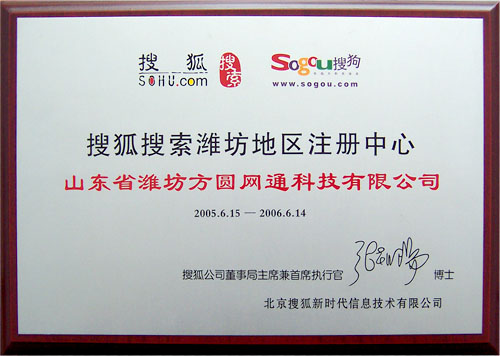 搜狐 搜索 Sogou搜狗
SOHU.com www.sogou.com
搜狐搜索潍坊地区注册中心
山东省潍坊方圆网通科技有限公司
2005.6.15 — 2006.6.14
搜狐公司董事局主席兼首席执行官 张朝阳 博士
北京搜狐新时代信息技术有限公司